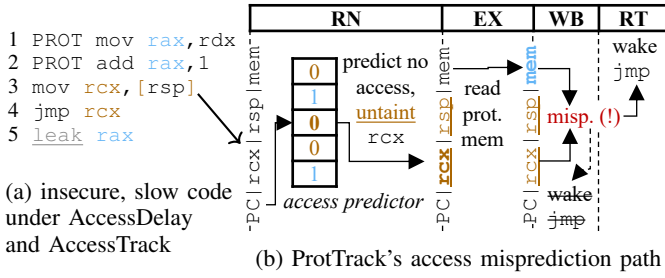 RN EX WB RT
1 PROT mov rax,rdx
2 PROT add rax,1
3 mov rcx,[rsp]
4 jmp rcx
5 leak rax
(a) insecure, slow code
under AccessDelay
and AccessTrack
PC|rcx|rsp|mem
0
1
0
0
1
access predictor
predict no
access,
untaint
rcx
PC|rcx|rsp|mem
read
prot.
mem
PC|rcx|rsp|mem
misp. (!)
wake
jmp
wake
jmp
(b) ProtTrack's access misprediction path